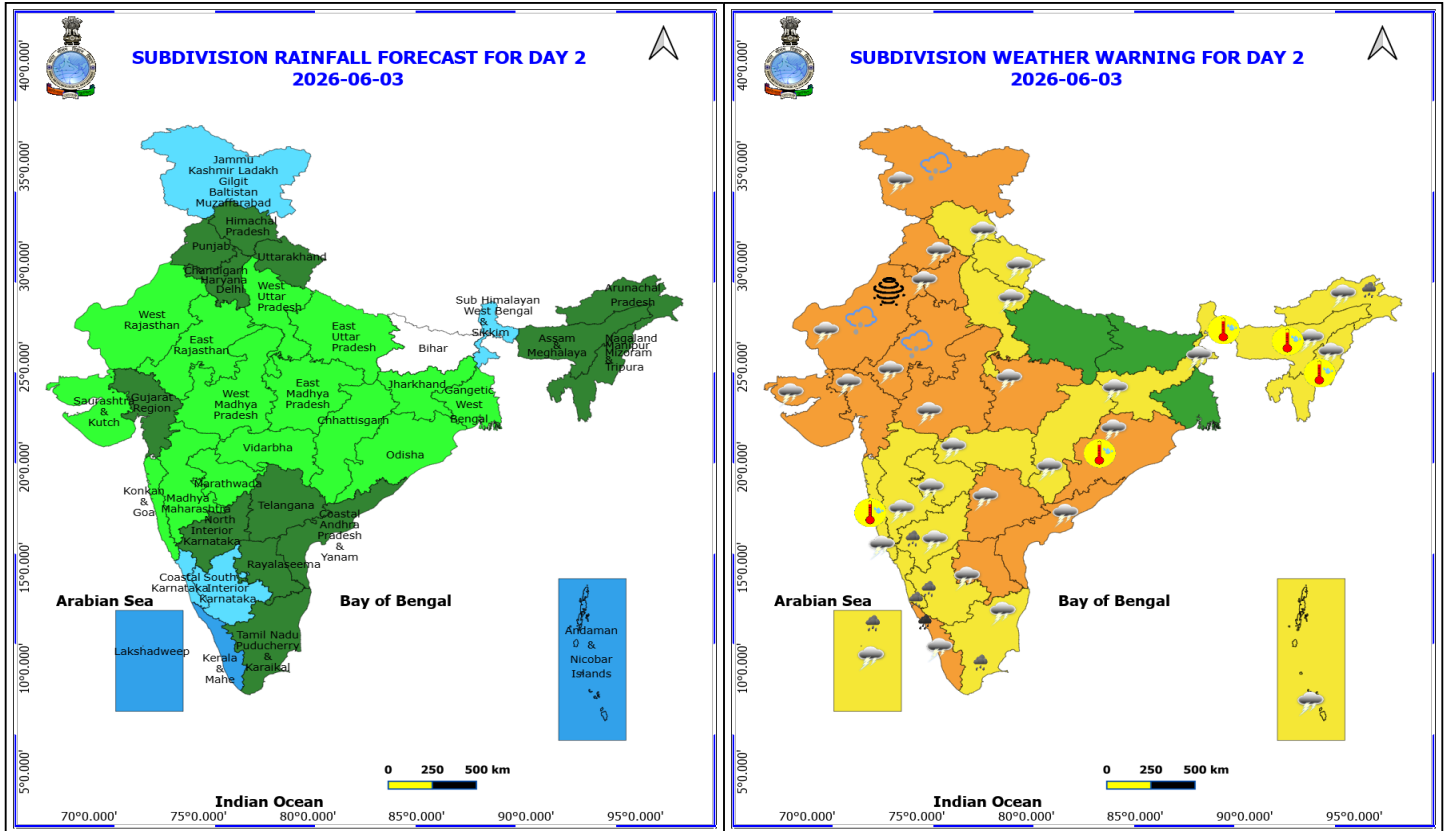 SUBDIVISION RAINFALL FORECAST FOR DAY 2
2026-06-03
40°0.000'
35°0.000'
30°0.000'
25°0.000'
20°0.000'
15°0.000'
10°0.000'
5°0.000'
Jammu
Kashmir Ladakh
Gilgit
Baltistan
Muzaffarabad
Himachal
Pradesh
Punjab
Uttarakhand
Chandigarh
Haryana
Delhi
West
Uttar
Pradesh
West
Rajasthan
East
Rajasthan
East
Uttar
Pradesh
Bihar
Sub Himalayan
West Bengal
&
Sikkim
Arunachal
Pradesh
Assam
&
Meghalaya
Nagaland
Manipur
Mizoram
&
Tripura
Saurashtra
&
Kutch
Gujarat
Region
West
Madhya
Pradesh
East
Madhya
Pradesh
Jharkhand
Gangetic
West
Bengal
Chhattisgarh
Vidarbha
Odisha
Konkan
&
Goa
Madhya
Maharashtra
Marathwada
Telangana
North
Interior
Karnataka
Coastal
Andhra
Pradesh
&
Yanam
Rayalaseema
Coastal
Karnataka
South
Interior
Karnataka
Arabian Sea
Bay of Bengal
Lakshadweep
Kerala
&
Mahe
Tamil Nadu
Puducherry
&
Karaikal
Andaman
&
Nicobar
Islands
0 250 500 km
Indian Ocean
70°0.000' 75°0.000' 80°0.000' 85°0.000' 90°0.000' 95°0.000'
SUBDIVISION WEATHER WARNING FOR DAY 2
2026-06-03
40°0.000'
35°0.000'
30°0.000'
25°0.000'
20°0.000'
15°0.000'
10°0.000'
5°0.000'
Arabian Sea
Bay of Bengal
0 250 500 km
Indian Ocean
70°0.000' 75°0.000' 80°0.000' 85°0.000' 90°0.000' 95°0.000'